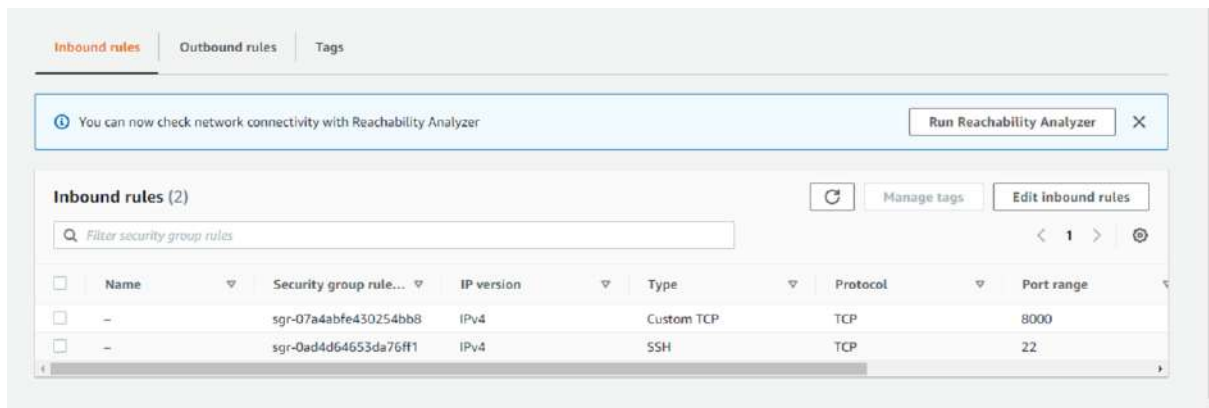 Inbound rules Outbound rules Tags
You can now check network connectivity with Reachability Analyzer Run Reachability Analyzer
Inbound rules (2) Manage tags Edit inbound rules
Filter security group rules 1
Name Security group rule... IP version Type Protocol Port range
– sgr-07a4abfe430254bb8 IPv4 Custom TCP TCP 8000
– sgr-0ad4d64653da76ff1 IPv4 SSH TCP 22